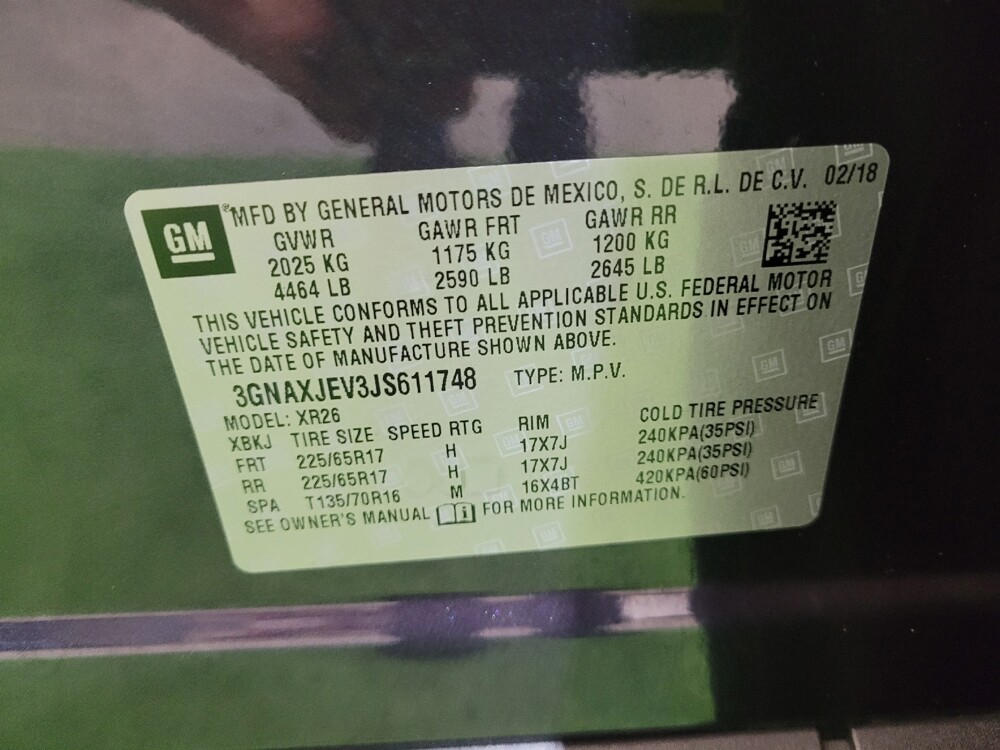 GM
®MFD BY GENERAL MOTORS DE MEXICO, S. DE R.L. DE C.V. 02/18
GVWR GAWR FRT GAWR RR
2025 KG 1175 KG 1200 KG
4464 LB 2590 LB 2645 LB
THIS VEHICLE CONFORMS TO ALL APPLICABLE U.S. FEDERAL MOTOR
VEHICLE SAFETY AND THEFT PREVENTION STANDARDS IN EFFECT ON
THE DATE OF MANUFACTURE SHOWN ABOVE.
3GNAXJEV3JS611748 TYPE: M.P.V.
MODEL: XR26
XBKJ TIRE SIZE SPEED RTG RIM COLD TIRE PRESSURE
FRT 225/65R17 H 17X7J 240KPA(35PSI)
RR 225/65R17 H 17X7J 240KPA(35PSI)
SPA T135/70R16 M 16X4BT 420KPA(60PSI)
SEE OWNER'S MANUAL i FOR MORE INFORMATION.